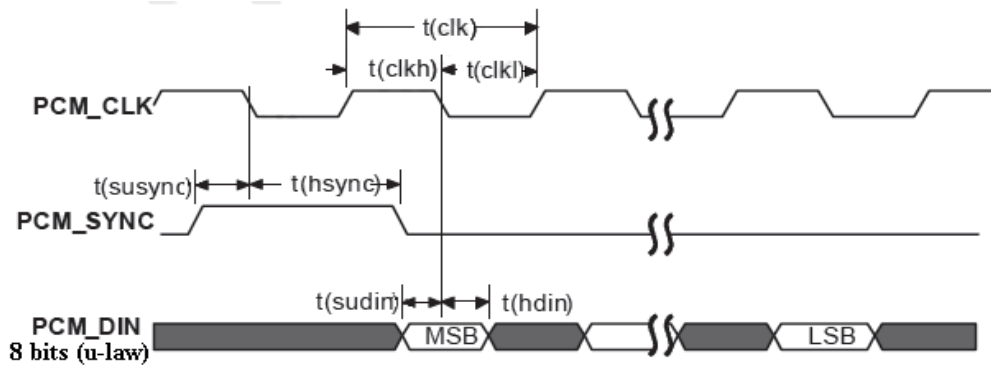 t(clk)
t(clkh) t(clkl)
PCM_CLK
t(susync) t(hsync)
PCM_SYNC
t(sudin) t(hdin)
PCM_DIN MSB LSB
8 bits (u-law)